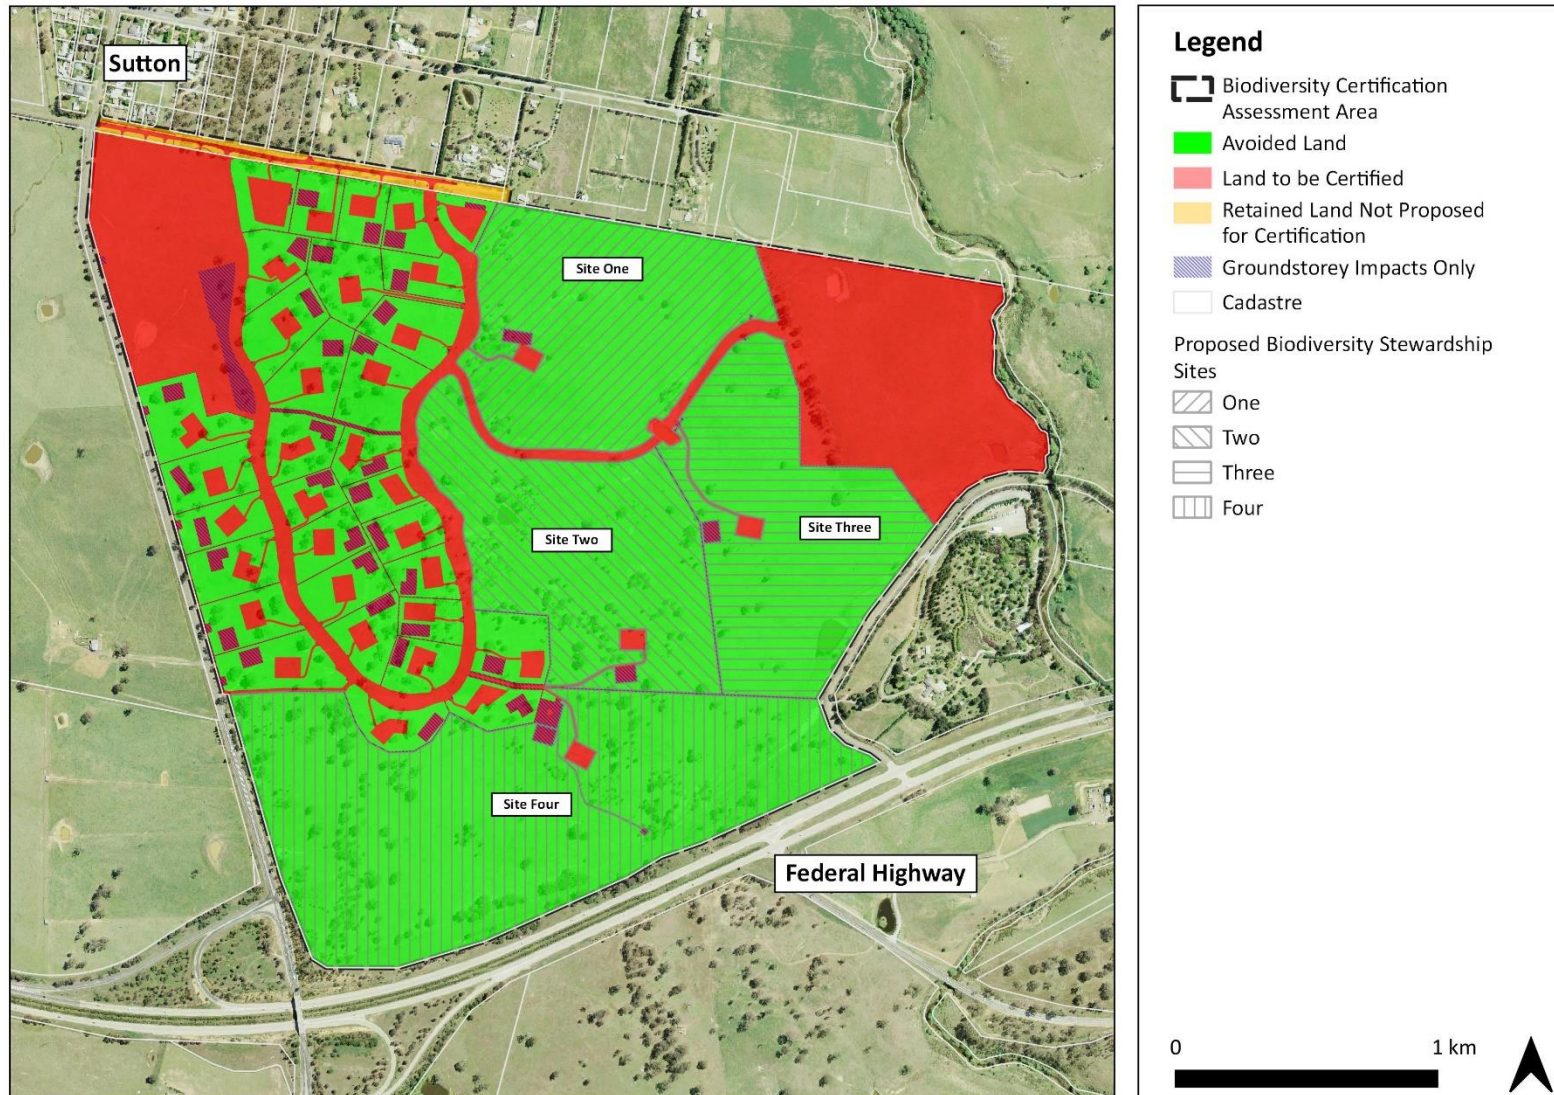 Sutton
Site One
Site Two
Site Three
Site Four
Federal Highway
Legend
Biodiversity Certification
Assessment Area
Avoided Land
Land to be Certified
Retained Land Not Proposed
for Certification
Groundstorey Impacts Only
Cadastre
Proposed Biodiversity Stewardship
Sites
One
Two
Three
Four
0 1 km